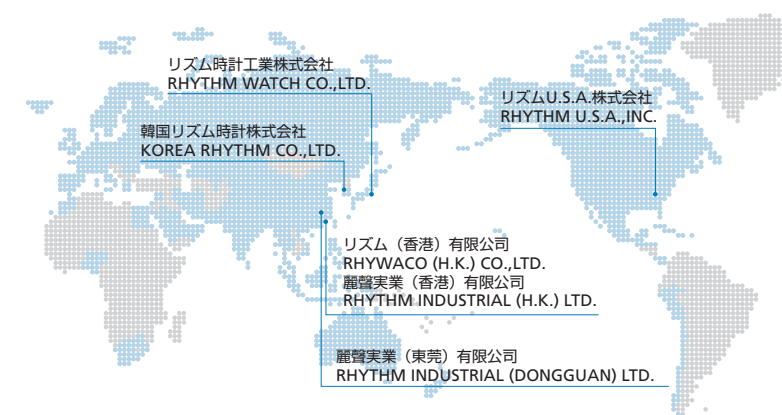 リズム時計工業株式会社
RHYTHM WATCH CO.,LTD.
リズムU.S.A.株式会社
RHYTHM U.S.A.,INC.
韓国リズム時計株式会社
KOREA RHYTHM CO.,LTD.
リズム（香港）有限公司
RHYWACO (H.K.) CO.,LTD.
麗聲実業（香港）有限公司
RHYTHM INDUSTRIAL (H.K.) LTD.
麗聲実業（東莞）有限公司
RHYTHM INDUSTRIAL (DONGGUAN) LTD.